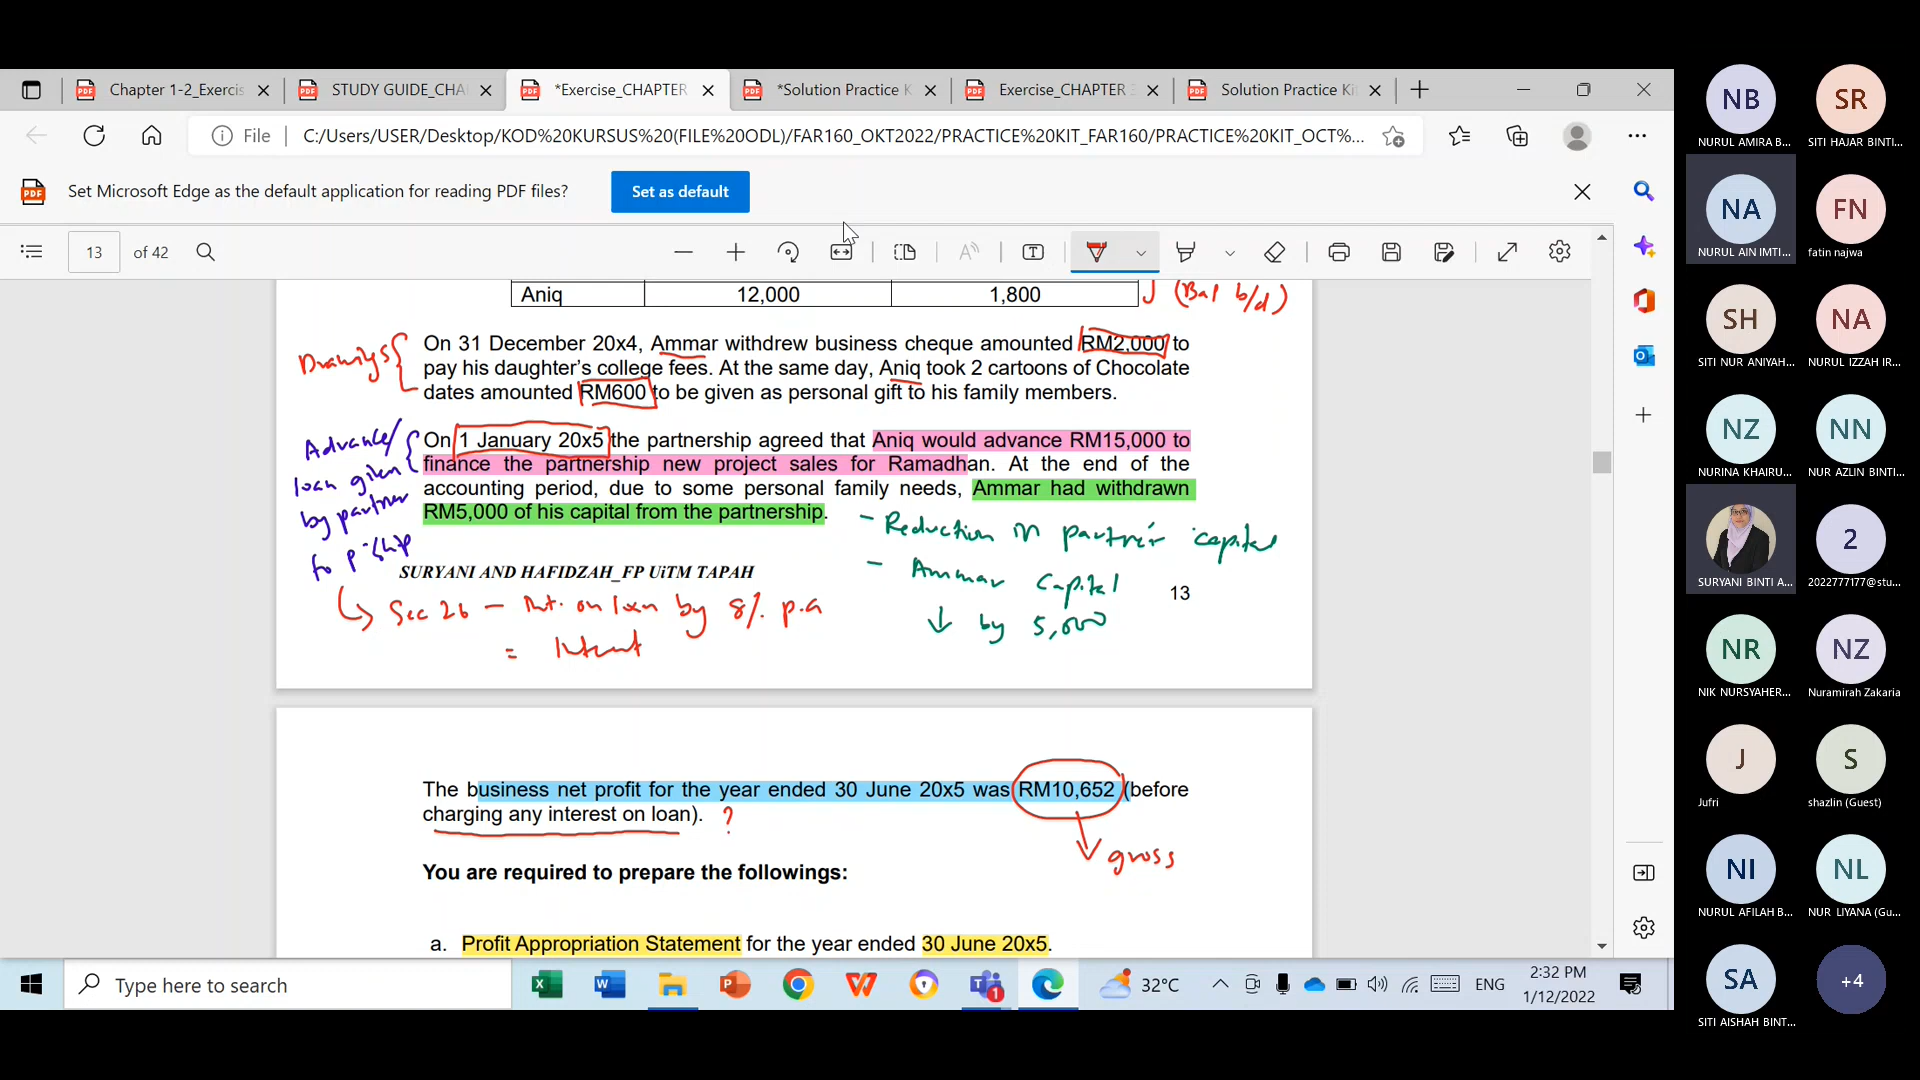 Chapter 1-2_Exercis
STUDY GUIDE_CHA
*Exercise_CHAPTER
*Solution Practice K
Exercise_CHAPTER 3
Solution Practice Ki
File
C:/Users/USER/Desktop/KOD%20KURSUS%20(FILE%20ODL)/FAR160_OKT2022/PRACTICE%20KIT_FAR160/PRACTICE%20KIT_OCT%...
Set Microsoft Edge as the default application for reading PDF files?
Set as default
13 of 42
Aniq 12,000 1,800
(Bal b/d)
Drawings
On 31 December 20x4, Ammar withdrew business cheque amounted RM2,000 to
pay his daughter's college fees. At the same day, Aniq took 2 cartoons of Chocolate
dates amounted RM600 to be given as personal gift to his family members.
Advance/
loan given
by partner
to p'ship
On 1 January 20x5 the partnership agreed that Aniq would advance RM15,000 to
finance the partnership new project sales for Ramadhan. At the end of the
accounting period, due to some personal family needs, Ammar had withdrawn
RM5,000 of his capital from the partnership.
- Reduction in partner's capital
- Ammar Capital
↓ by 5,000
SURYANI AND HAFIDZAH_FP UiTM TAPAH
13
Sec 26 - Int. on loan by 8% p.a
= Interest
The business net profit for the year ended 30 June 20x5 was RM10,652 (before
charging any interest on loan). ?
gross
You are required to prepare the followings:
a. Profit Appropriation Statement for the year ended 30 June 20x5.
Type here to search
1
32°C
ENG
2:32 PM
1/12/2022
NB
NURUL AMIRA B...
SR
SITI HAJAR BINTI...
NA
NURUL AIN IMTI...
FN
fatin najwa
SH
SITI NUR ANIYAH...
NA
NURUL IZZAH IR...
NZ
NURINA KHAIRU...
NN
NUR AZLIN BINTI...
SURYANI BINTI A...
2
2022777177@stu...
NR
NIK NURSYAHER...
NZ
Nuramirah Zakaria
J
Jufri
S
shazlin (Guest)
NI
NURUL AFILAH B...
NL
NUR LIYANA (Gu...
SA
SITI AISHAH BINT...
+4